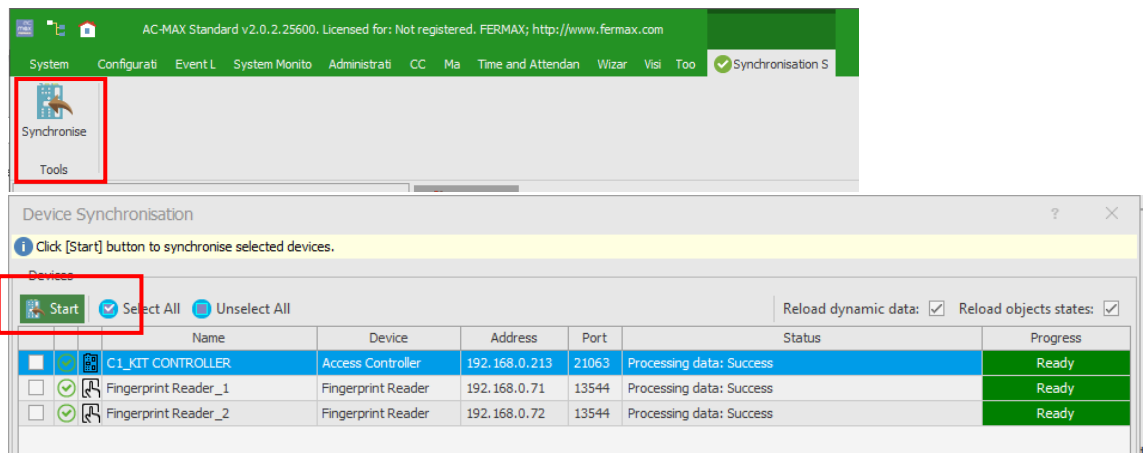 AC-MAX Standard v2.0.2.25600. Licensed for: Not registered. FERMAX; http://www.fermax.com
System Configurati Event L System Monito Administrati CC Ma Time and Attendan Wizar Visi Too Synchronisation S
Synchronise
Tools
Device Synchronisation ? ×
Click [Start] button to synchronise selected devices.
Devices
Start Select All Unselect All Reload dynamic data: Reload objects states:
Name Device Address Port Status Progress
C1_KIT CONTROLLER Access Controller 192.168.0.213 21063 Processing data: Success Ready
Fingerprint Reader_1 Fingerprint Reader 192.168.0.71 13544 Processing data: Success Ready
Fingerprint Reader_2 Fingerprint Reader 192.168.0.72 13544 Processing data: Success Ready